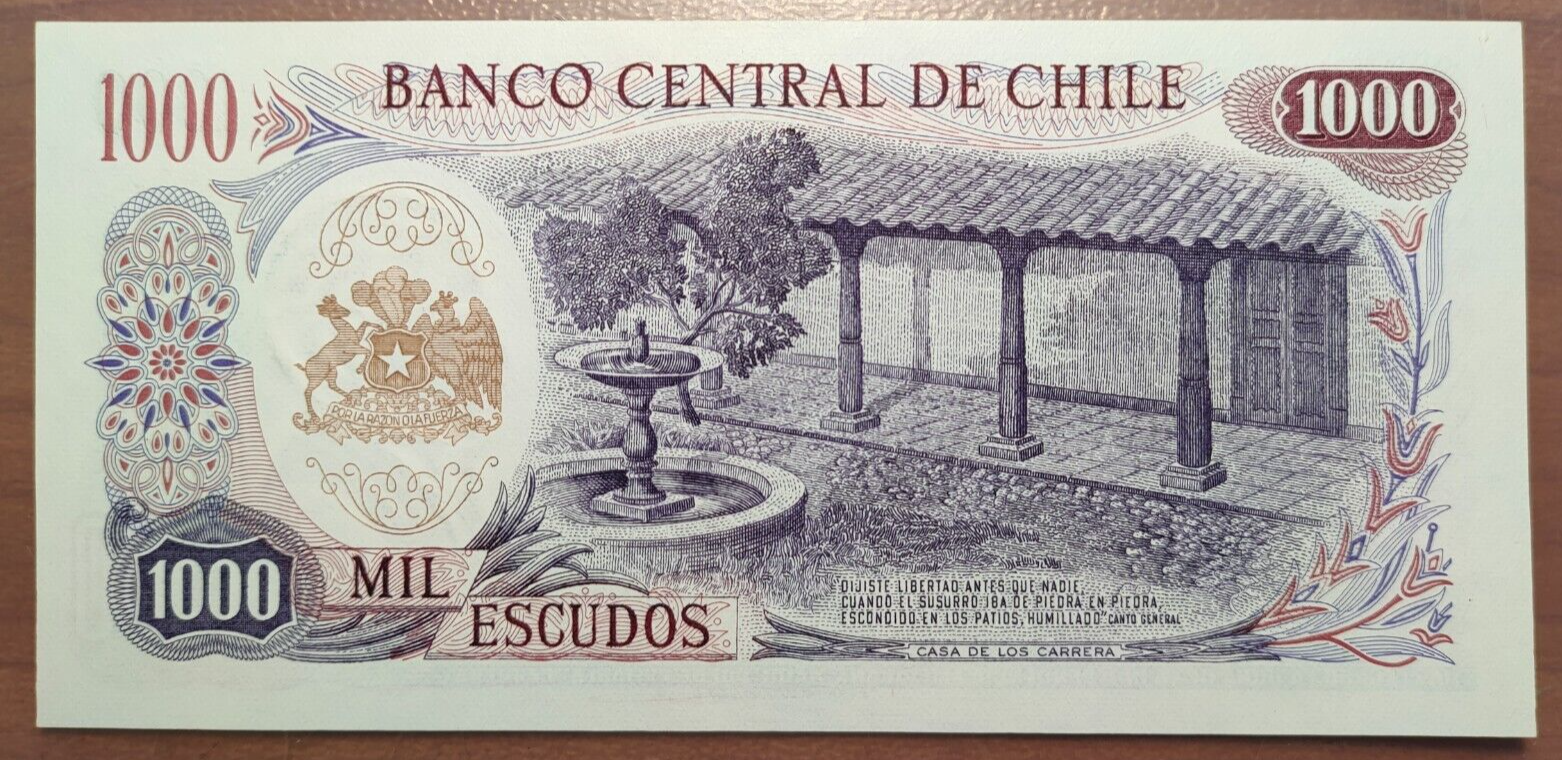 1000
BANCO CENTRAL DE CHILE
1000
POR LA RAZON O LA FUERZA
1000
MIL
ESCUDOS
"DIJISTE LIBERTAD ANTES QUE NADIE,
CUANDO EL SUSURRO IBA DE PIEDRA EN PIEDRA,
ESCONDIDO EN LOS PATIOS, HUMILLADO" CANTO GENERAL
CASA DE LOS CARRERA